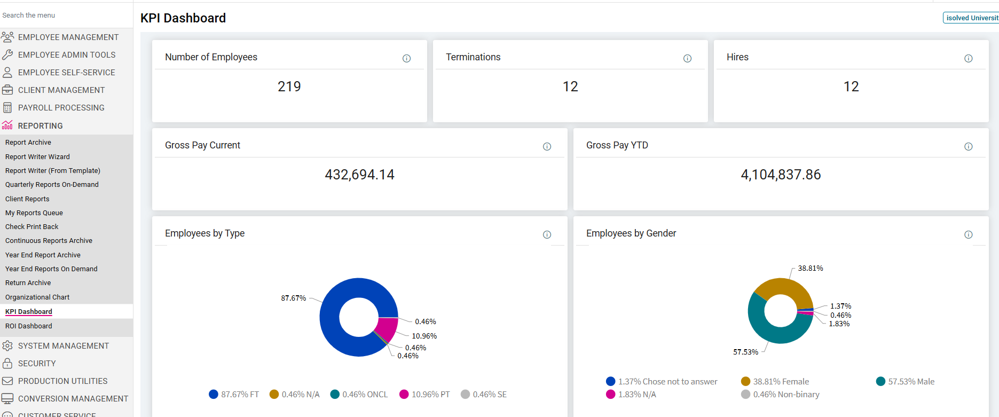 Search the menu
EMPLOYEE MANAGEMENT
EMPLOYEE ADMIN TOOLS
EMPLOYEE SELF-SERVICE
CLIENT MANAGEMENT
PAYROLL PROCESSING
REPORTING
Report Archive
Report Writer Wizard
Report Writer (From Template)
Quarterly Reports On-Demand
Client Reports
My Reports Queue
Check Print Back
Continuous Reports Archive
Year End Report Archive
Year End Reports On Demand
Return Archive
Organizational Chart
KPI Dashboard
ROI Dashboard
SYSTEM MANAGEMENT
SECURITY
PRODUCTION UTILITIES
CONVERSION MANAGEMENT
CUSTOMER SERVICE
KPI Dashboard
isolved Universit
Number of Employees
219
Terminations
12
Hires
12
Gross Pay Current
432,694.14
Gross Pay YTD
4,104,837.86
Employees by Type
87.67%
0.46%
10.96%
0.46%
0.46%
87.67% FT
0.46% N/A
0.46% ONCL
10.96% PT
0.46% SE
Employees by Gender
38.81%
1.37%
0.46%
1.83%
57.53%
1.37% Chose not to answer
38.81% Female
57.53% Male
1.83% N/A
0.46% Non-binary